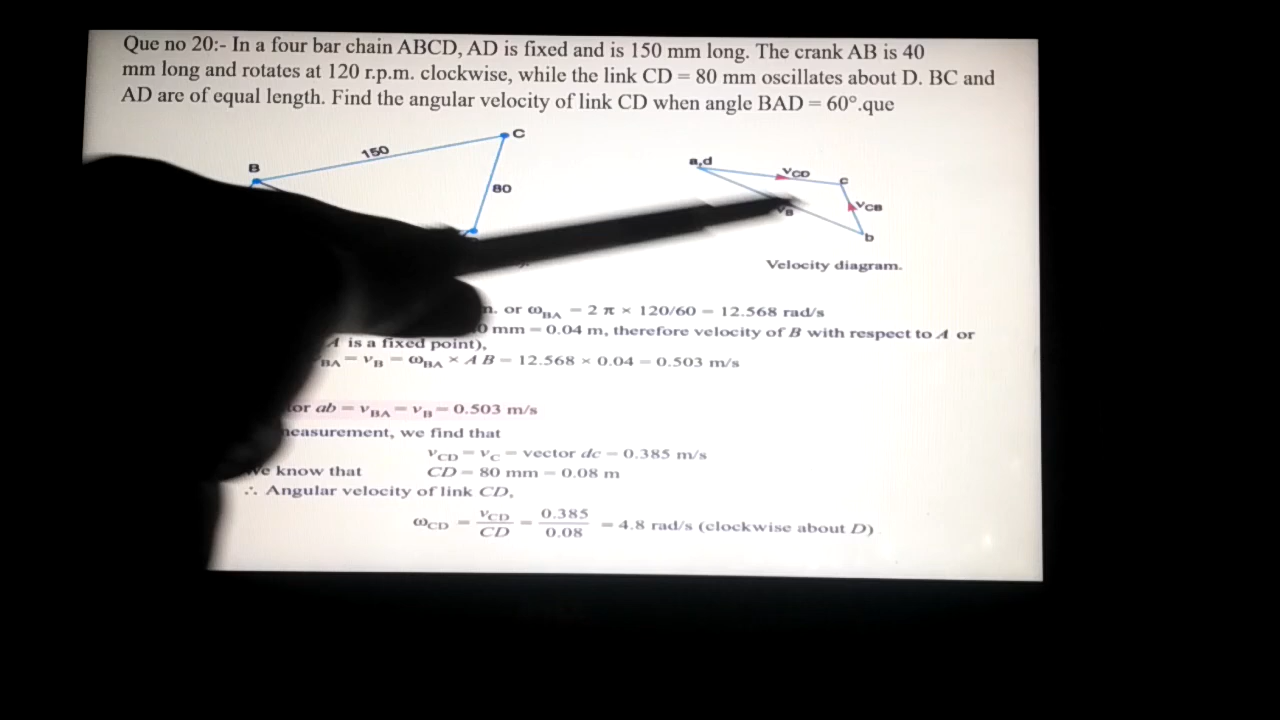 Que no 20:- In a four bar chain ABCD, AD is fixed and is 150 mm long. The crank AB is 40
mm long and rotates at 120 r.p.m. clockwise, while the link CD = 80 mm oscillates about D. BC and
AD are of equal length. Find the angular velocity of link CD when angle BAD = 60°.que
B
150
C
80
a,d
vCD
c
vCB
vB
b
Velocity diagram.
or ωBA = 2 π × 120/60 = 12.568 rad/s
mm = 0.04 m, therefore velocity of B with respect to A or
A is a fixed point),
vBA = vB = ωBA × A B = 12.568 × 0.04 = 0.503 m/s
ab = vBA = vB = 0.503 m/s
measurement, we find that
vCD = vC = vector dc = 0.385 m/s
We know that CD = 80 mm = 0.08 m
∴ Angular velocity of link CD,
ωCD = vCD/CD = 0.385/0.08 = 4.8 rad/s (clockwise about D)